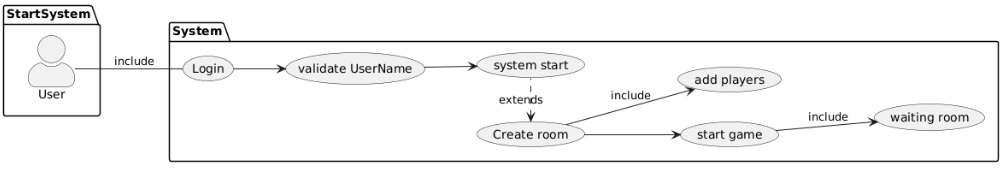 StartSystem
User
include
System
Login
validate UserName
system start
extends
Create room
include
add players
start game
include
waiting room